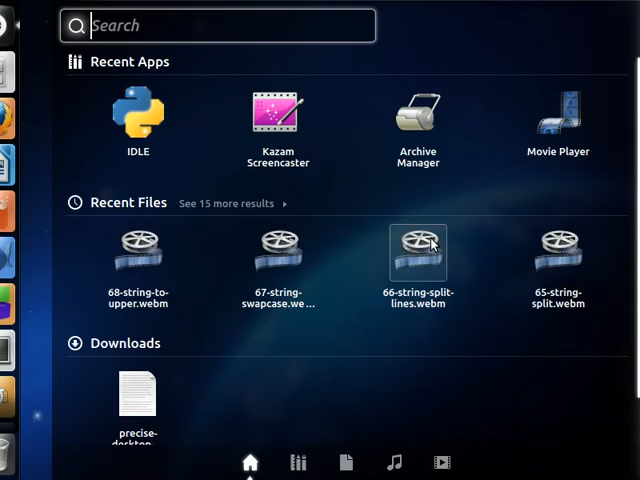 Search
Recent Apps
IDLE
Kazam
Screencaster
Archive
Manager
Movie Player
Recent Files
See 15 more results
68-string-to-
upper.webm
67-string-
swapcase.we...
66-string-split-
lines.webm
65-string-
split.webm
Downloads
precise-
desktop-